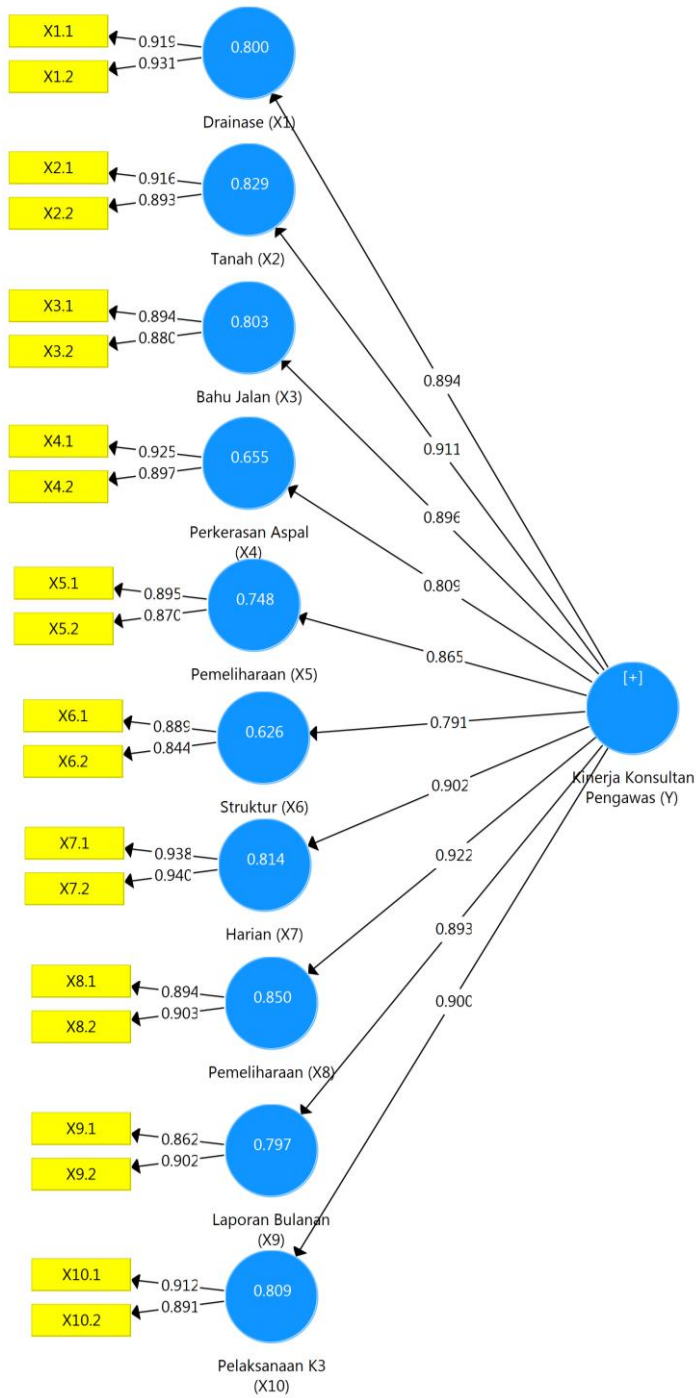 X1.1
0.919
0.800
X1.2
0.931
Drainase (X1)
X2.1
0.916
0.829
X2.2
0.893
Tanah (X2)
X3.1
0.894
0.803
X3.2
0.880
Bahu Jalan (X3)
0.894
X4.1
0.925
0.655
X4.2
0.897
0.911
Perkerasan Aspal
(X4)
0.896
X5.1
0.895
0.748
X5.2
0.870
0.809
Pemeliharaan (X5)
0.865
[+]
X6.1
0.889
0.626
X6.2
0.844
0.791
Struktur (X6)
Kinerja Konsultan
Pengawas (Y)
X7.1
0.938
0.814
X7.2
0.940
0.902
Harian (X7)
0.922
X8.1
0.894
0.850
X8.2
0.903
0.893
Pemeliharaan (X8)
0.900
X9.1
0.862
0.797
X9.2
0.902
Laporan Bulanan
(X9)
X10.1
0.912
0.809
X10.2
0.891
Pelaksanaan K3
(X10)